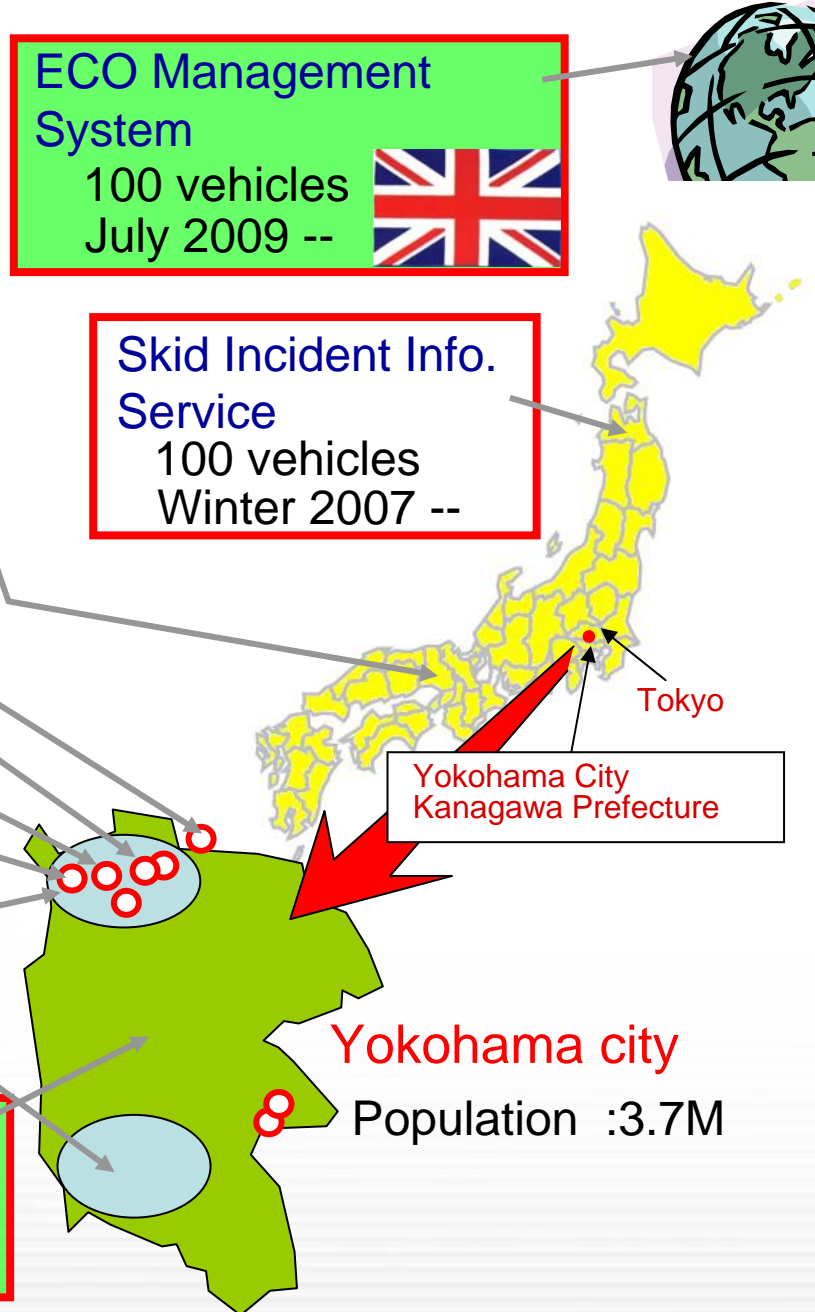 ECO Management
System
100 vehicles
July 2009 --
Skid Incident Info.
Service
100 vehicles
Winter 2007 --
Tokyo
Yokohama City
Kanagawa Prefecture
Yokohama city
Population :3.7M